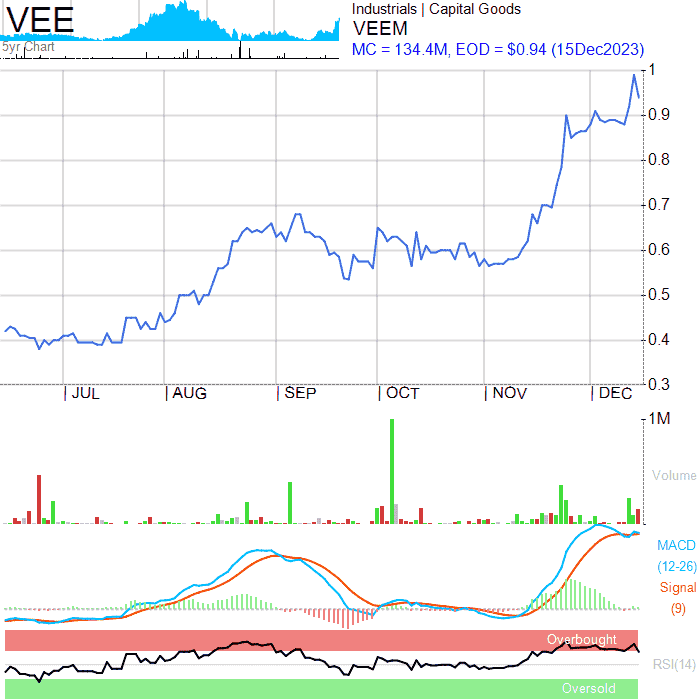 VEE
5yr Chart
Industrials | Capital Goods
VEEM
MC = 134.4M, EOD = $0.94 (15Dec2023)
1
0.9
0.8
0.7
0.6
0.5
0.4
0.3
JUL AUG SEP OCT NOV DEC
1M
Volume
MACD
(12-26)
Signal
(9)
Overbought
RSI(14)
Oversold